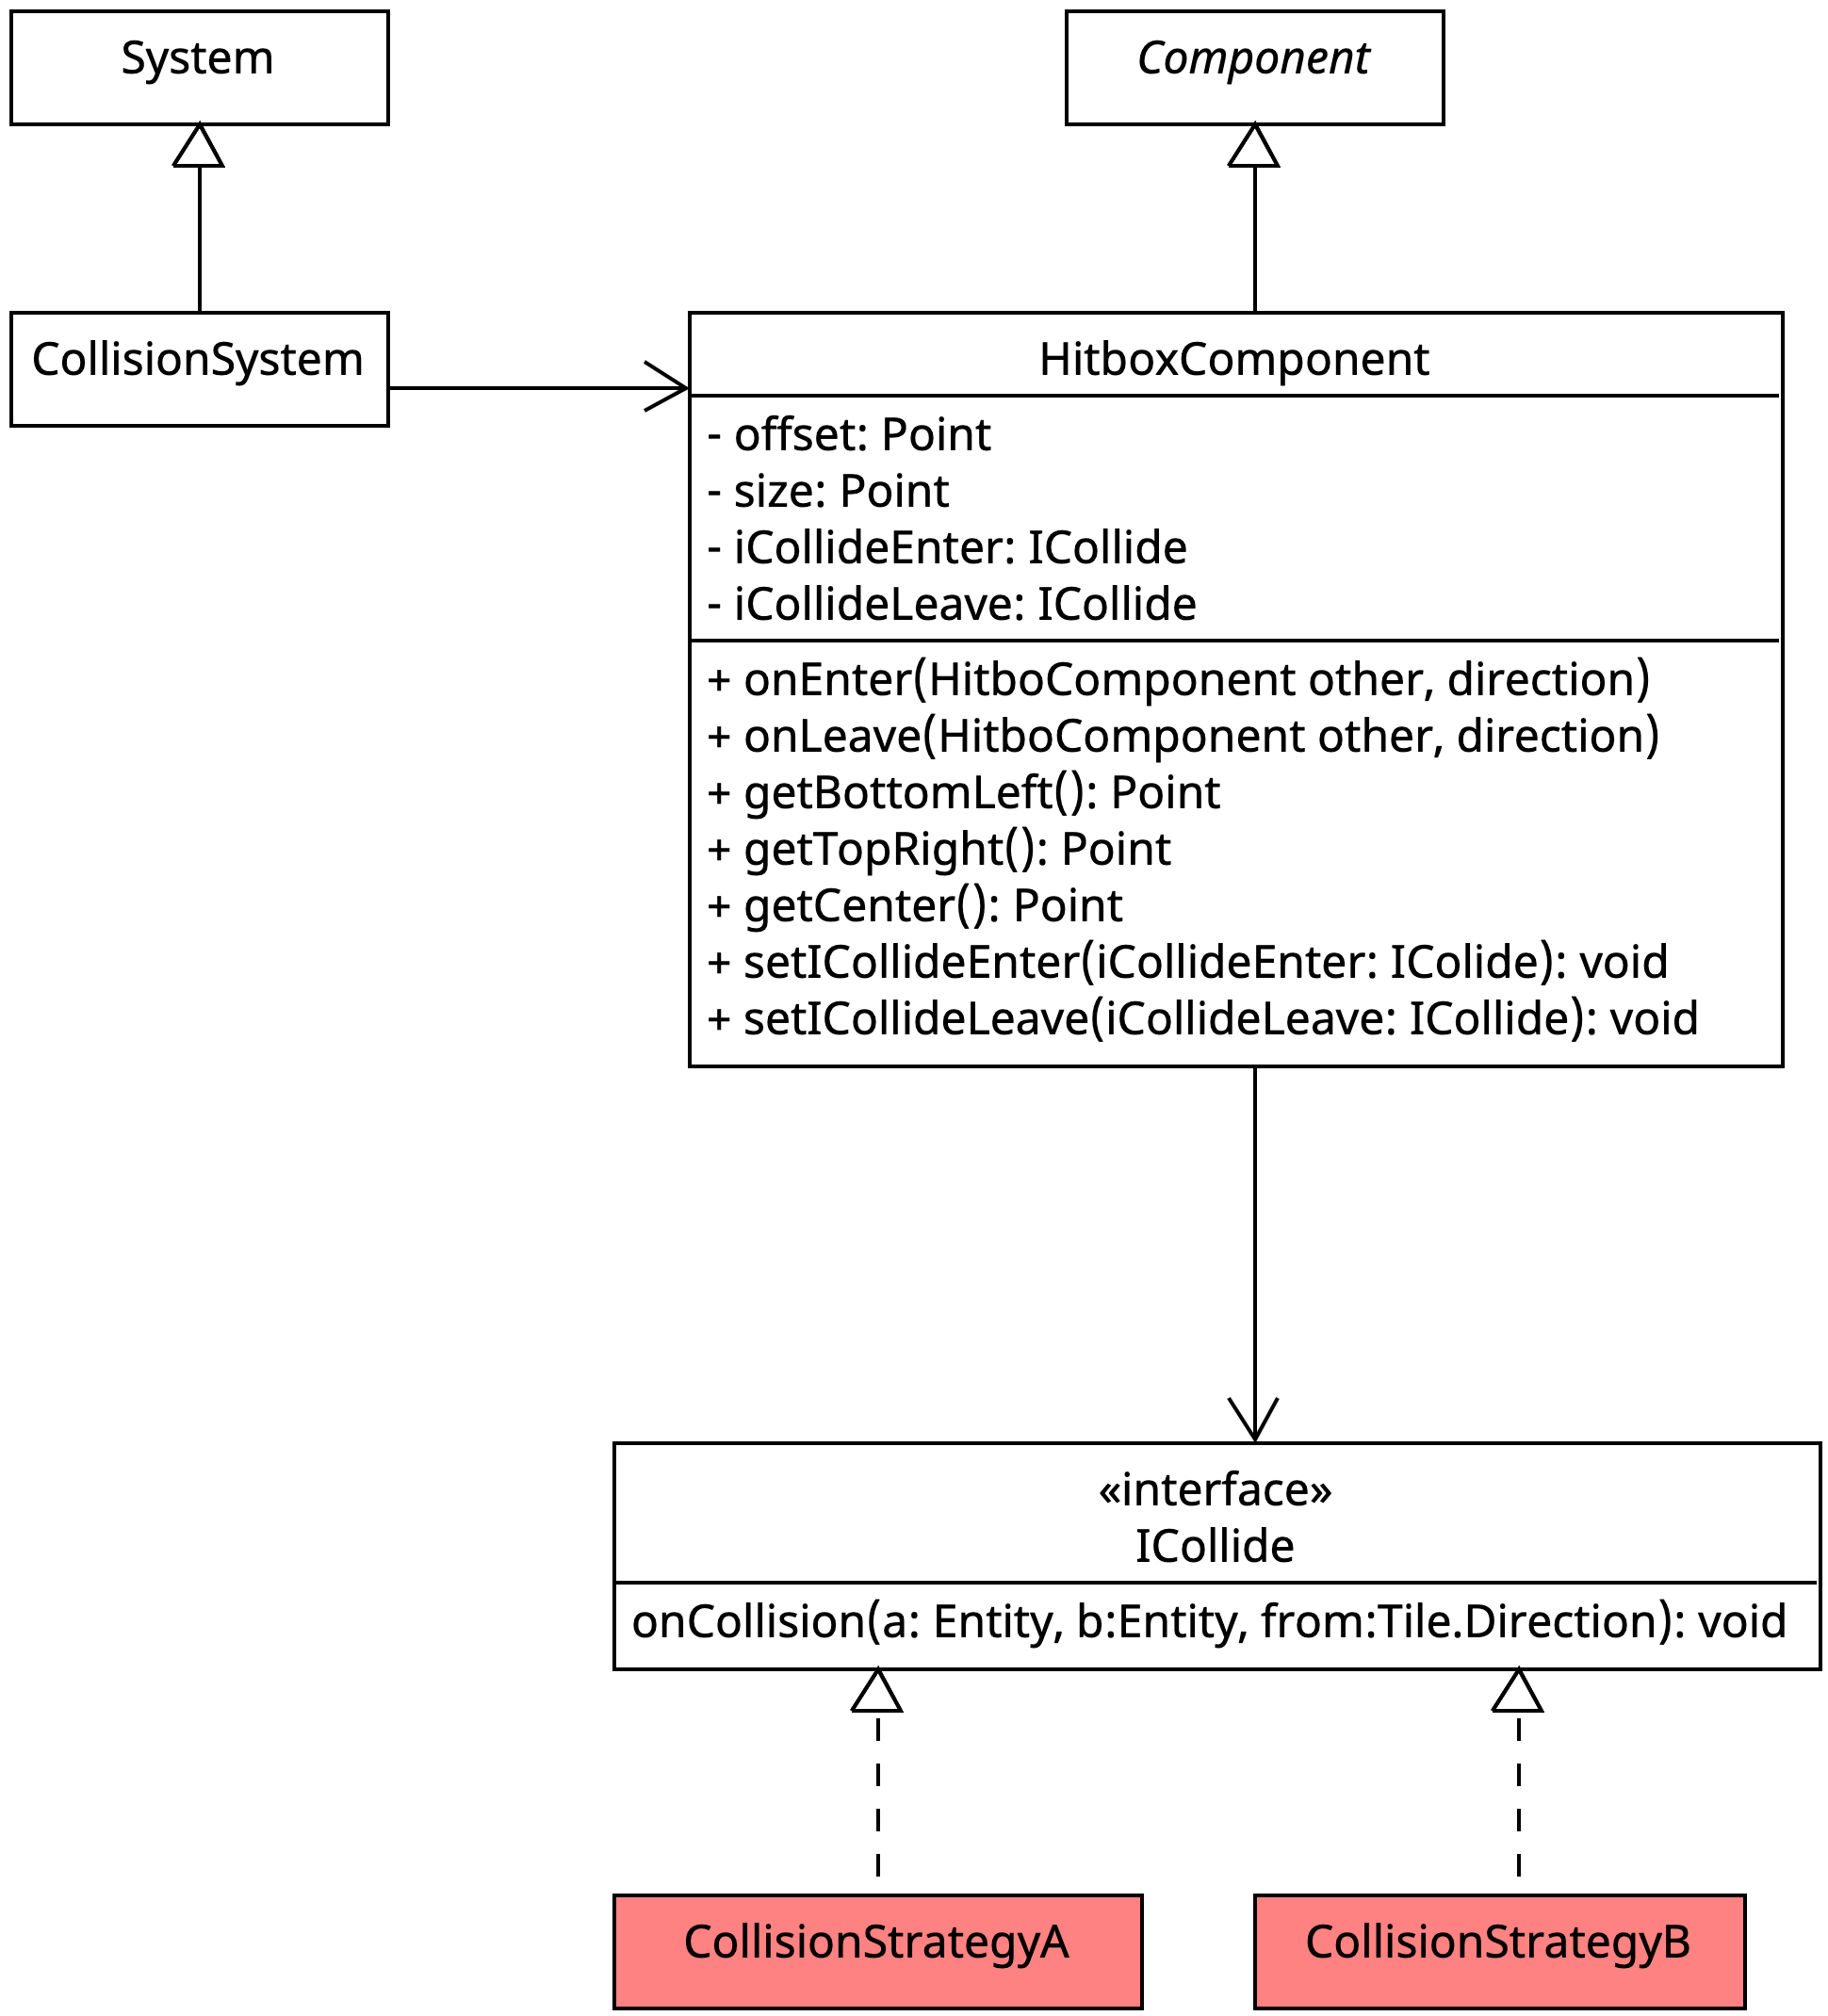 System
Component
CollisionSystem
HitboxComponent
- offset: Point
- size: Point
- iCollideEnter: ICollide
- iCollideLeave: ICollide
+ onEnter(HitboComponent other, direction)
+ onLeave(HitboComponent other, direction)
+ getBottomLeft(): Point
+ getTopRight(): Point
+ getCenter(): Point
+ setICollideEnter(iCollideEnter: IColide): void
+ setICollideLeave(iCollideLeave: ICollide): void
«interface»
ICollide
onCollision(a: Entity, b:Entity, from:Tile.Direction): void
CollisionStrategyA
CollisionStrategyB